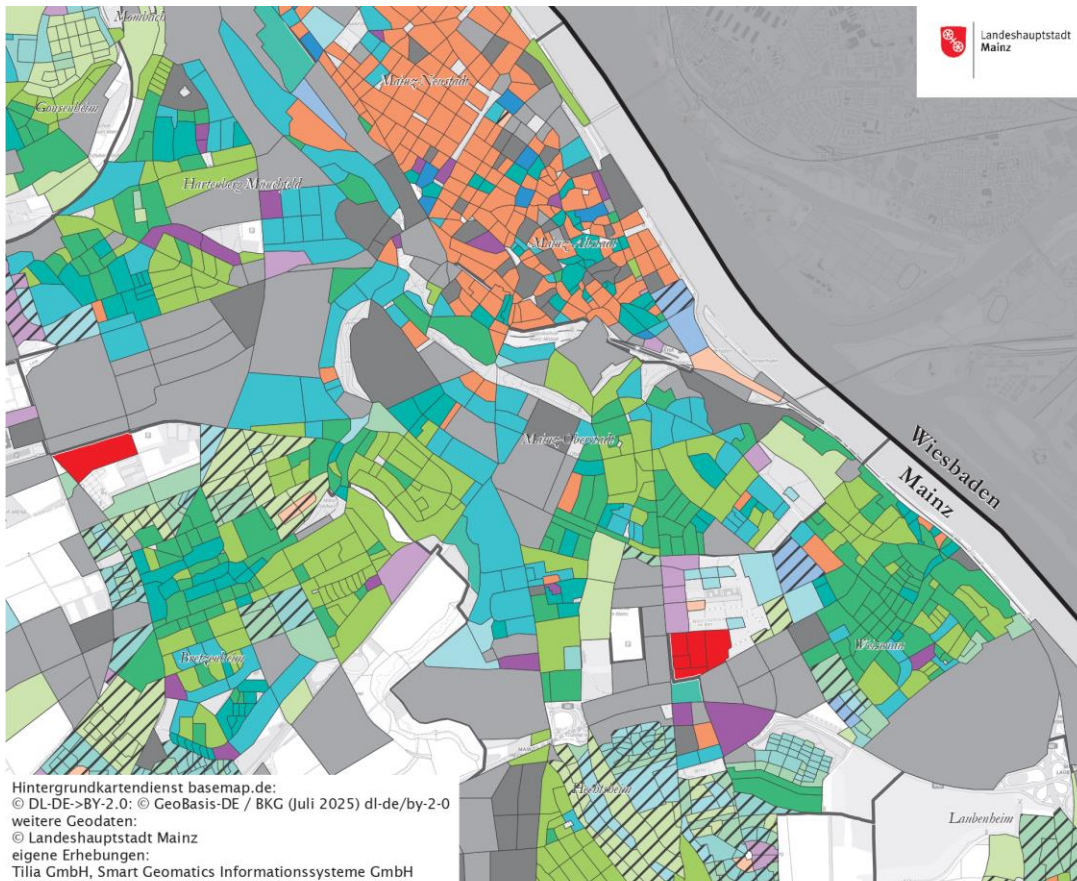 Mombach
Landeshauptstadt
Mainz
Mainz-Neustadt
Gonsenheim
Hartenberg-Münchfeld
Mainz-Altstadt
Mainz-Oberstadt
Wiesbaden
Mainz
Bretzenheim
Weisenau
Hechtsheim
Laubenheim
Hintergrundkartendienst basemap.de:
© DL-DE->BY-2.0: © GeoBasis-DE / BKG (Juli 2025) dl-de/by-2-0
weitere Geodaten:
© Landeshauptstadt Mainz
eigene Erhebungen:
Tilia GmbH, Smart Geomatics Informationssysteme GmbH